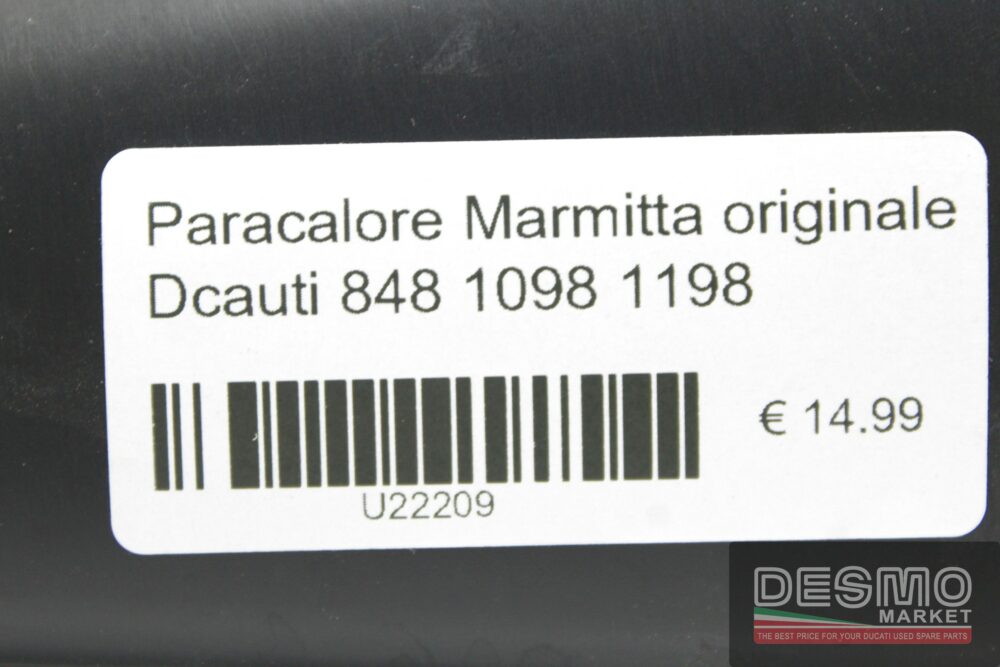 Paracalore Marmitta originale
Dcauti 848 1098 1198
€ 14.99
U22209
DESMO
MARKET
THE BEST PRICE FOR YOUR DUCATI USED SPARE PARTS